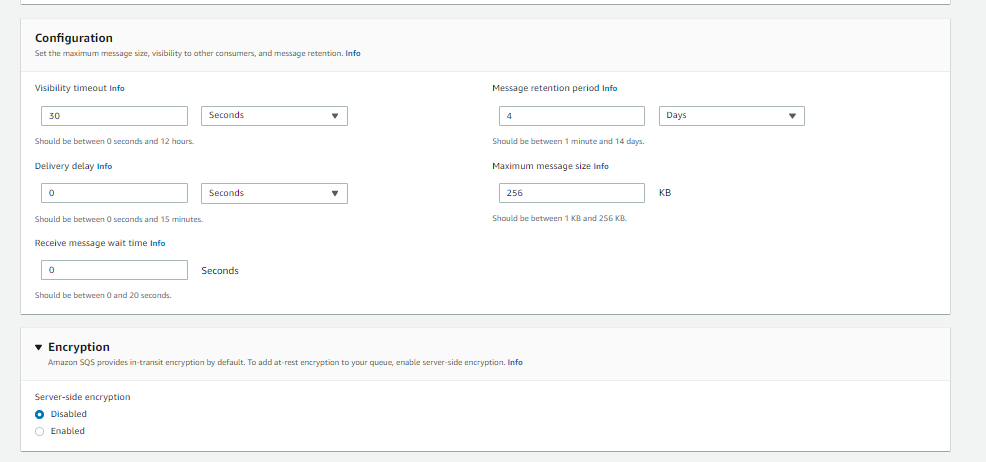 Configuration
Set the maximum message size, visibility to other consumers, and message retention. Info
Visibility timeout Info
30 Seconds
Should be between 0 seconds and 12 hours.
Message retention period Info
4 Days
Should be between 1 minute and 14 days.
Delivery delay Info
0 Seconds
Should be between 0 seconds and 15 minutes.
Maximum message size Info
256 KB
Should be between 1 KB and 256 KB.
Receive message wait time Info
0 Seconds
Should be between 0 and 20 seconds.
Encryption
Amazon SQS provides in-transit encryption by default. To add at-rest encryption to your queue, enable server-side encryption. Info
Server-side encryption
Disabled
Enabled